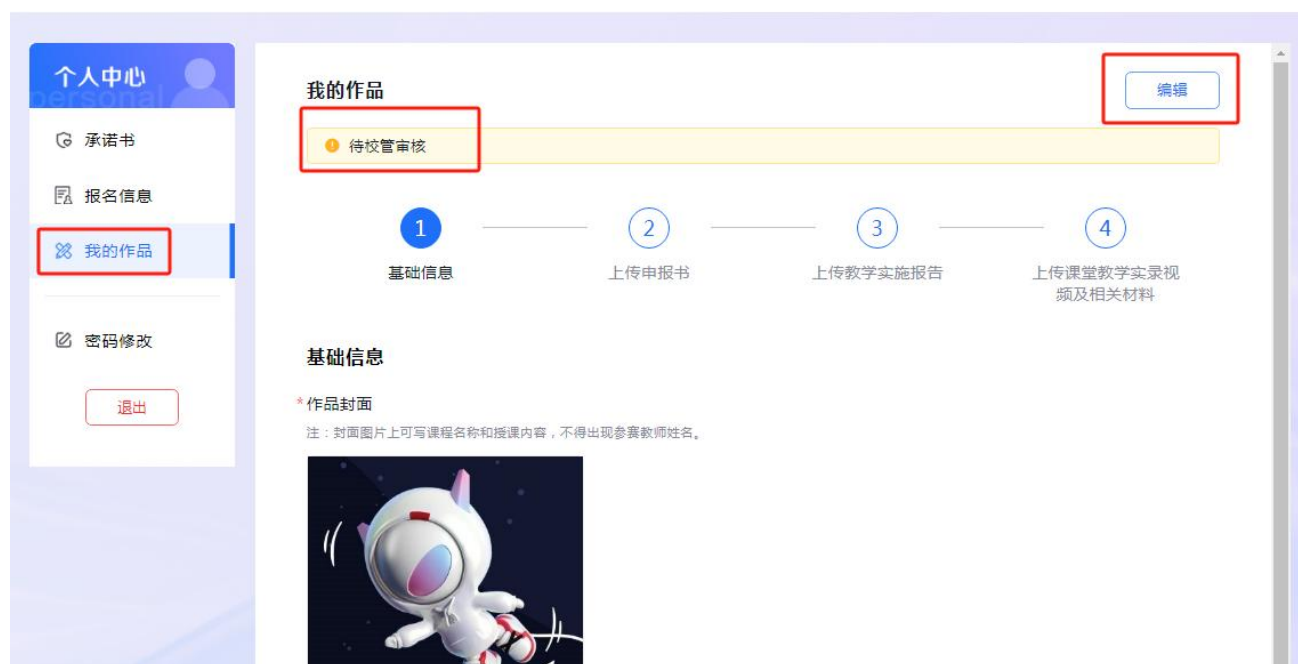 个人中心
personal
承诺书
报名信息
我的作品
密码修改
退出
我的作品
编辑
待校管审核
1
2
3
4
基础信息
上传申报书
上传教学实施报告
上传课堂教学实录视
频及相关材料
基础信息
*作品封面
注：封面图片上可写课程名称和授课内容，不得出现参赛教师姓名。